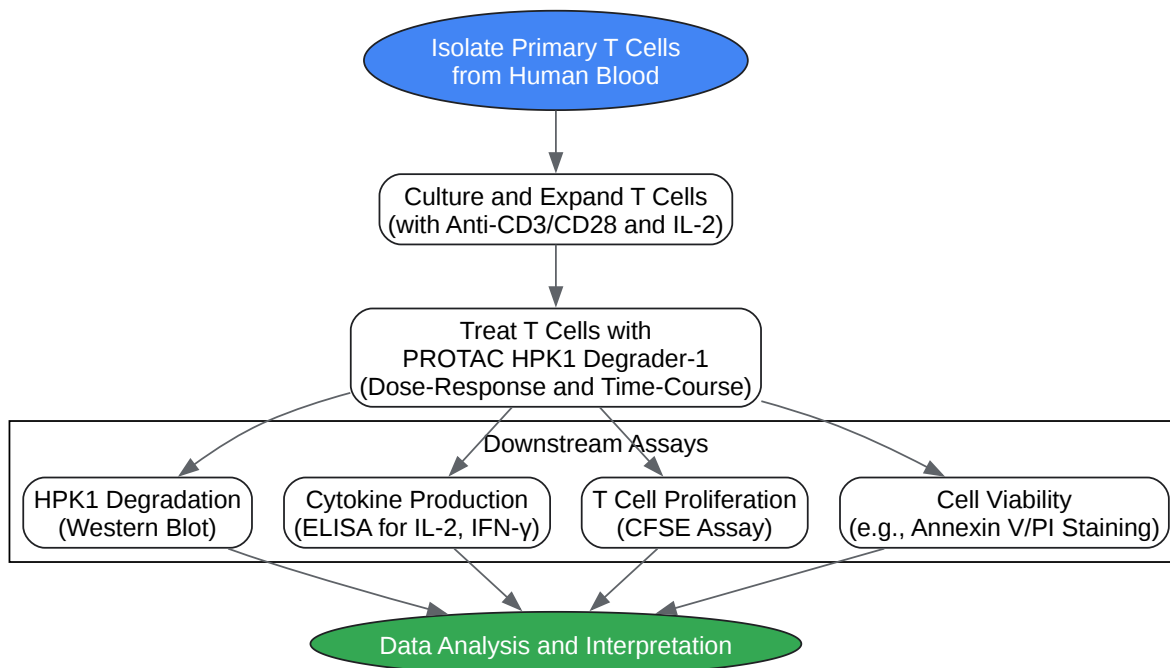 Isolate Primary T Cells
from Human Blood
Culture and Expand T Cells
(with Anti-CD3/CD28 and IL-2)
Treat T Cells with
PROTAC HPK1 Degrader-1
(Dose-Response and Time-Course)
Downstream Assays
HPK1 Degradation
(Western Blot)
Cytokine Production
(ELISA for IL-2, IFN-γ)
T Cell Proliferation
(CFSE Assay)
Cell Viability
(e.g., Annexin V/PI Staining)
Data Analysis and Interpretation